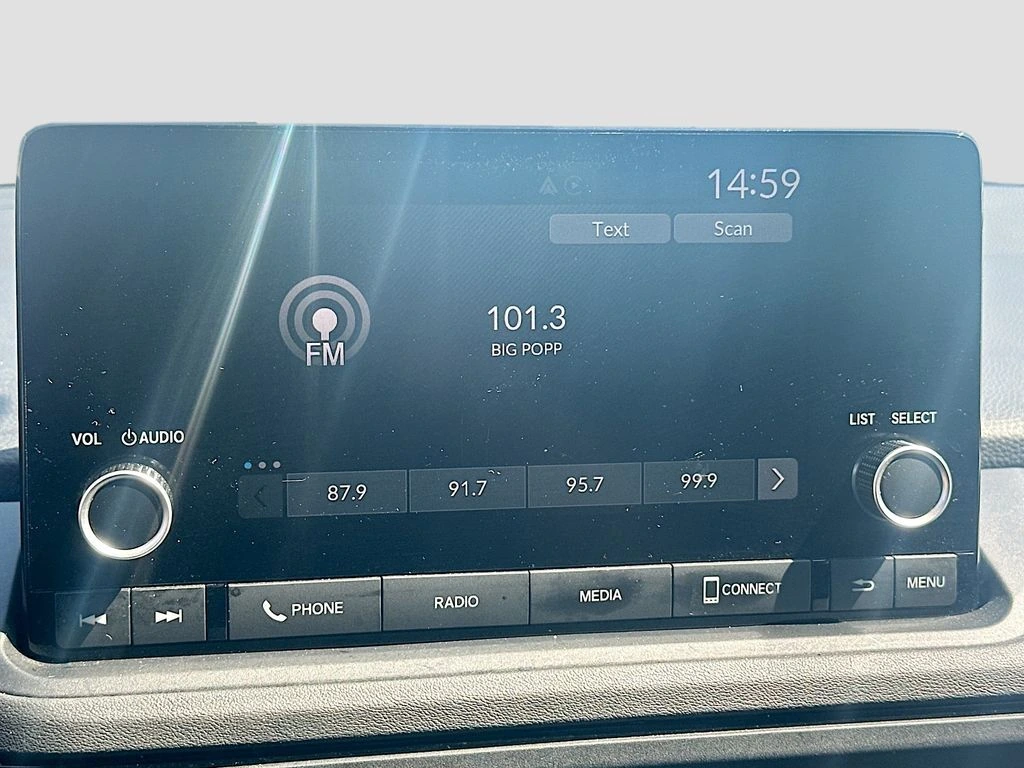 14:59
Text Scan
101.3
FM
BIG POPP
LIST SELECT
VOL AUDIO
87.9 91.7 95.7 99.9
PHONE RADIO MEDIA CONNECT MENU